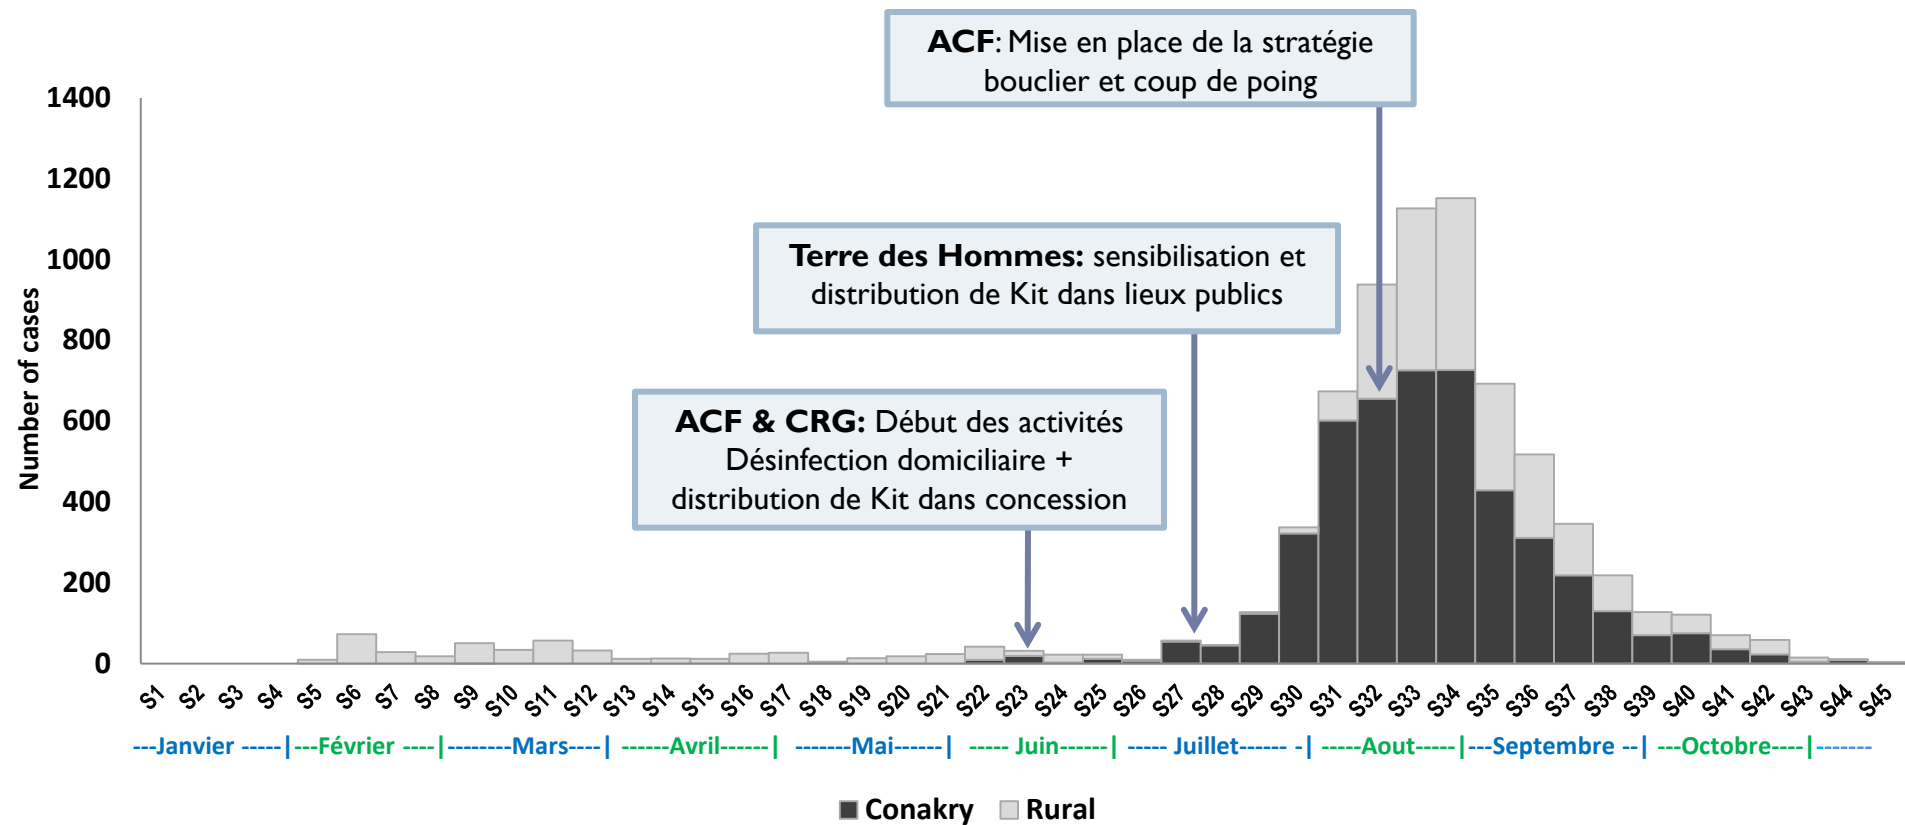 ACF: Mise en place de la stratégie
bouclier et coup de poing
Terre des Hommes: sensibilisation et
distribution de Kit dans lieux publics
ACF & CRG: Début des activités
Désinfection domiciliaire +
distribution de Kit dans concession
Number of cases
1400
1200
1000
800
600
400
200
0
S1 S2 S3 S4 S5 S6 S7 S8 S9 S10 S11 S12 S13 S14 S15 S16 S17 S18 S19 S20 S21 S22 S23 S24 S25 S26 S27 S28 S29 S30 S31 S32 S33 S34 S35 S36 S37 S38 S39 S40 S41 S42 S43 S44 S45
---Janvier -----|---Février ----|--------Mars----| ------Avril------| -------Mai------| ----- Juin------| ----- Juillet------ -| -----Aout-----|---Septembre --| ---Octobre----|-------
Conakry Rural